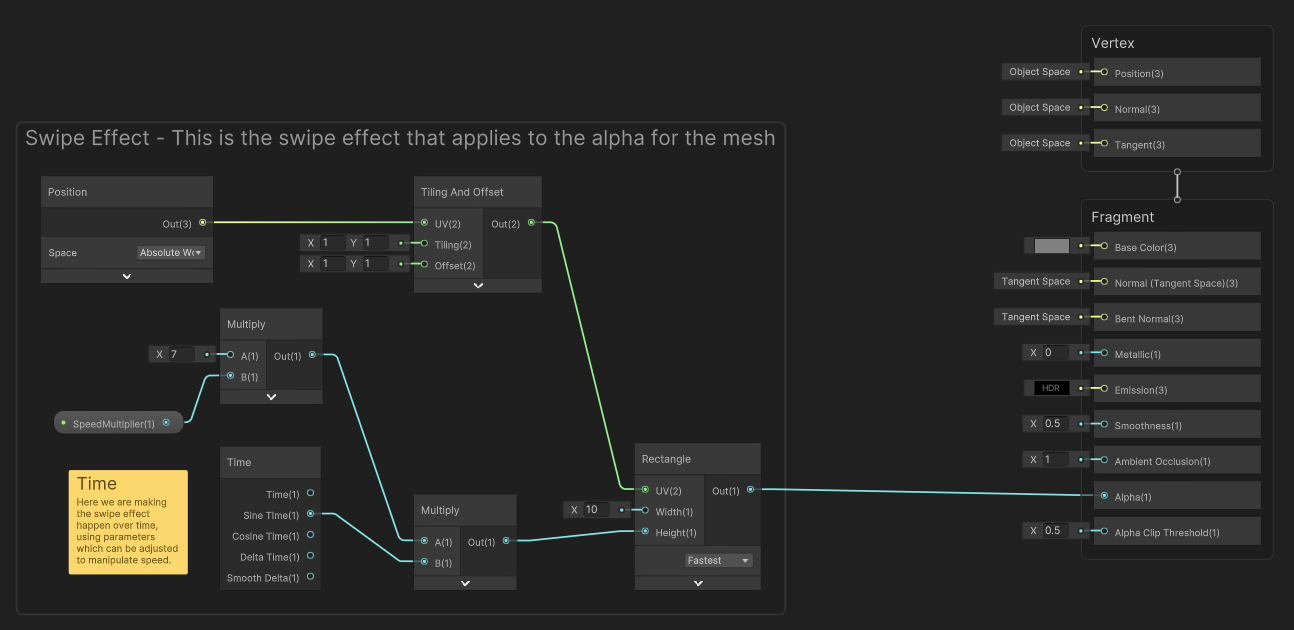 Vertex
Object Space
Position(3)
Object Space
Normal(3)
Object Space
Tangent(3)
Swipe Effect - This is the swipe effect that applies to the alpha for the mesh
Position
Out(3)
Space
Tiling And Offset
UV(2)
Out(2)
X 1 Y 1
Tiling(2)
X 1 Y 1
Offset(2)
Multiply
X 7
A(1)
Out(1)
B(1)
SpeedMultiplier(1)
Time
Here we are making
the swipe effect
happen over time,
using parameters
which can be adjusted
to manipulate speed.
Time
Time(1)
Sine Time(1)
Cosine Time(1)
Delta Time(1)
Smooth Delta(1)
Multiply
A(1)
Out(1)
B(1)
Rectangle
UV(2)
Out(1)
X 10
Width(1)
Height(1)
Fastest
Fragment
Base Color(3)
Tangent Space
Normal (Tangent Space)(3)
Tangent Space
Bent Normal(3)
X 0
Metallic(1)
HDR
Emission(3)
X 0.5
Smoothness(1)
X 1
Ambient Occlusion(1)
Alpha(1)
X 0.5
Alpha Clip Threshold(1)